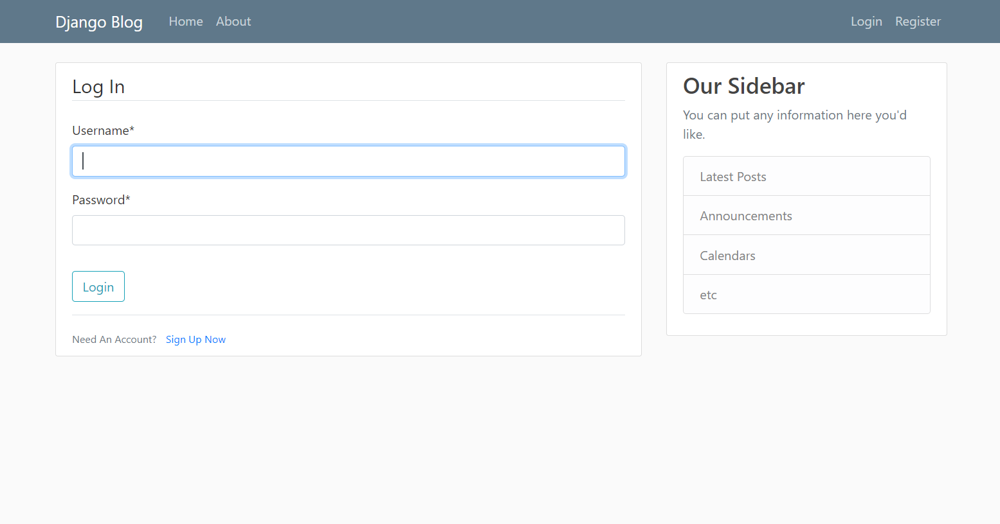 Django Blog Home About Login Register
Log In
Username*
Password*
Login
Need An Account? Sign Up Now
Our Sidebar
You can put any information here you'd
like.
Latest Posts
Announcements
Calendars
etc